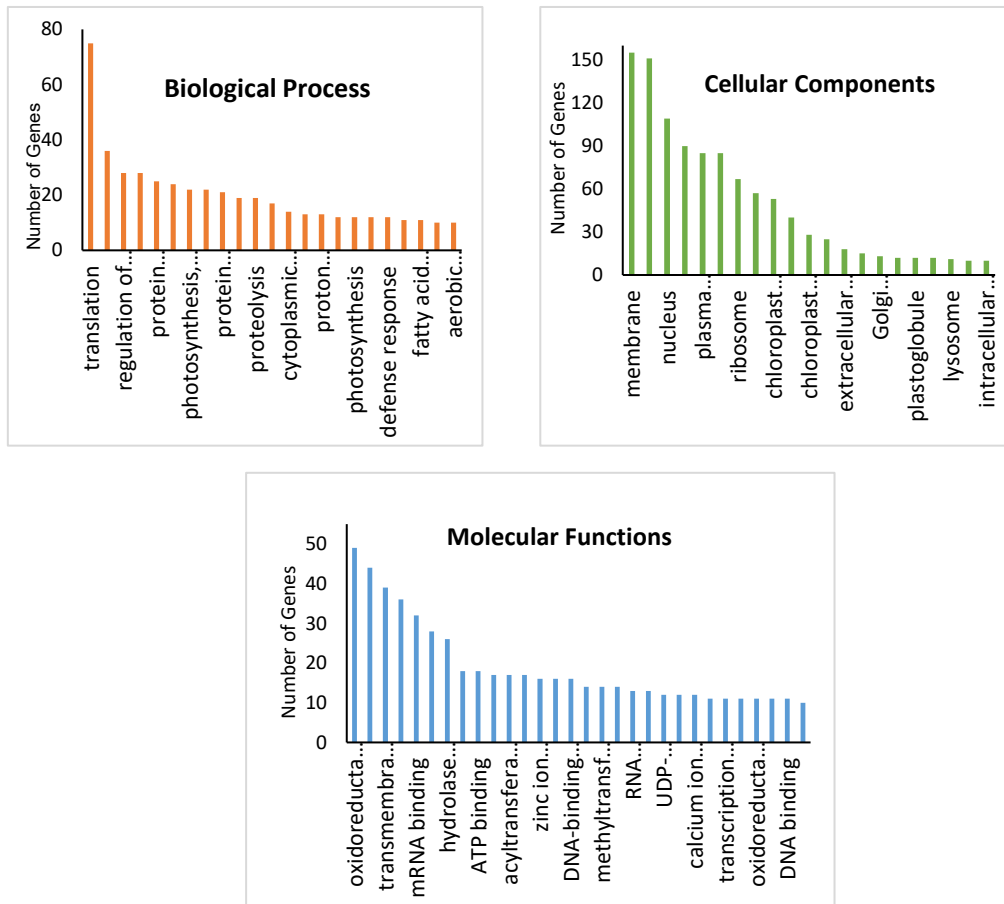 Biological Process
Number of Genes
80
60
40
20
0
translation
regulation of...
protein...
photosynthesis,...
protein...
proteolysis
cytoplasmic...
proton...
photosynthesis
defense response
fatty acid...
aerobic...
Cellular Components
Number of Genes
150
120
90
60
30
0
membrane
nucleus
plasma...
ribosome
chloroplast...
chloroplast...
extracellular...
Golgi...
plastoglobule
lysosome
intracellular...
Molecular Functions
Number of Genes
50
40
30
20
10
0
oxidoreducta...
transmembra...
mRNA binding
hydrolase...
ATP binding
acyltransfera...
zinc ion...
DNA-binding...
methyltransf...
RNA...
UDP-...
calcium ion...
transcription...
oxidoreducta...
DNA binding